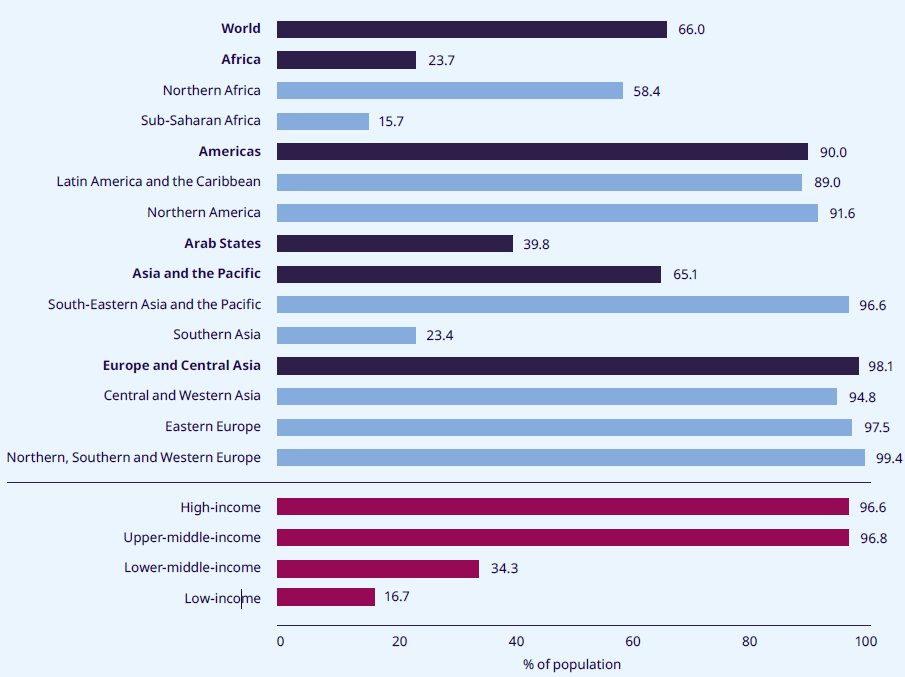 World 66.0
Africa 23.7
Northern Africa 58.4
Sub-Saharan Africa 15.7
Americas 90.0
Latin America and the Caribbean 89.0
Northern America 91.6
Arab States 39.8
Asia and the Pacific 65.1
South-Eastern Asia and the Pacific 96.6
Southern Asia 23.4
Europe and Central Asia 98.1
Central and Western Asia 94.8
Eastern Europe 97.5
Northern, Southern and Western Europe 99.4
High-income 96.6
Upper-middle-income 96.8
Lower-middle-income 34.3
Low-income 16.7
0 20 40 60 80 100
% of population